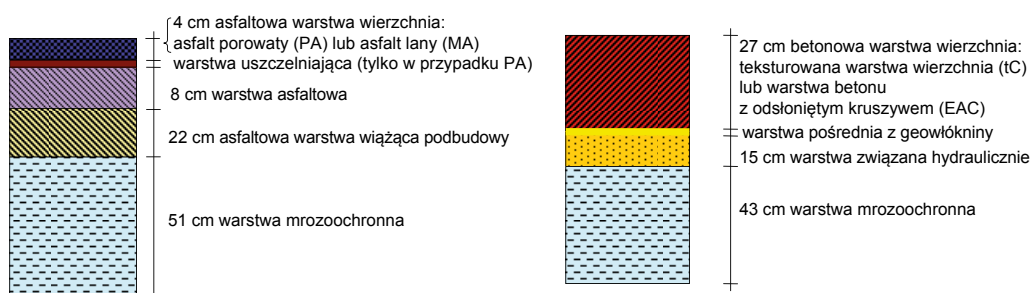 4 cm asfaltowa warstwa wierzchnia:
asfalt porowaty (PA) lub asfalt lany (MA)
warstwa uszczelniająca (tylko w przypadku PA)
8 cm warstwa asfaltowa
22 cm asfaltowa warstwa wiążąca podbudowy
51 cm warstwa mrozoochronna
27 cm betonowa warstwa wierzchnia:
teksturowana warstwa wierzchnia (tC)
lub warstwa betonu
z odsłoniętym kruszywem (EAC)
warstwa pośrednia z geowłókniny
15 cm warstwa związana hydraulicznie
43 cm warstwa mrozoochronna